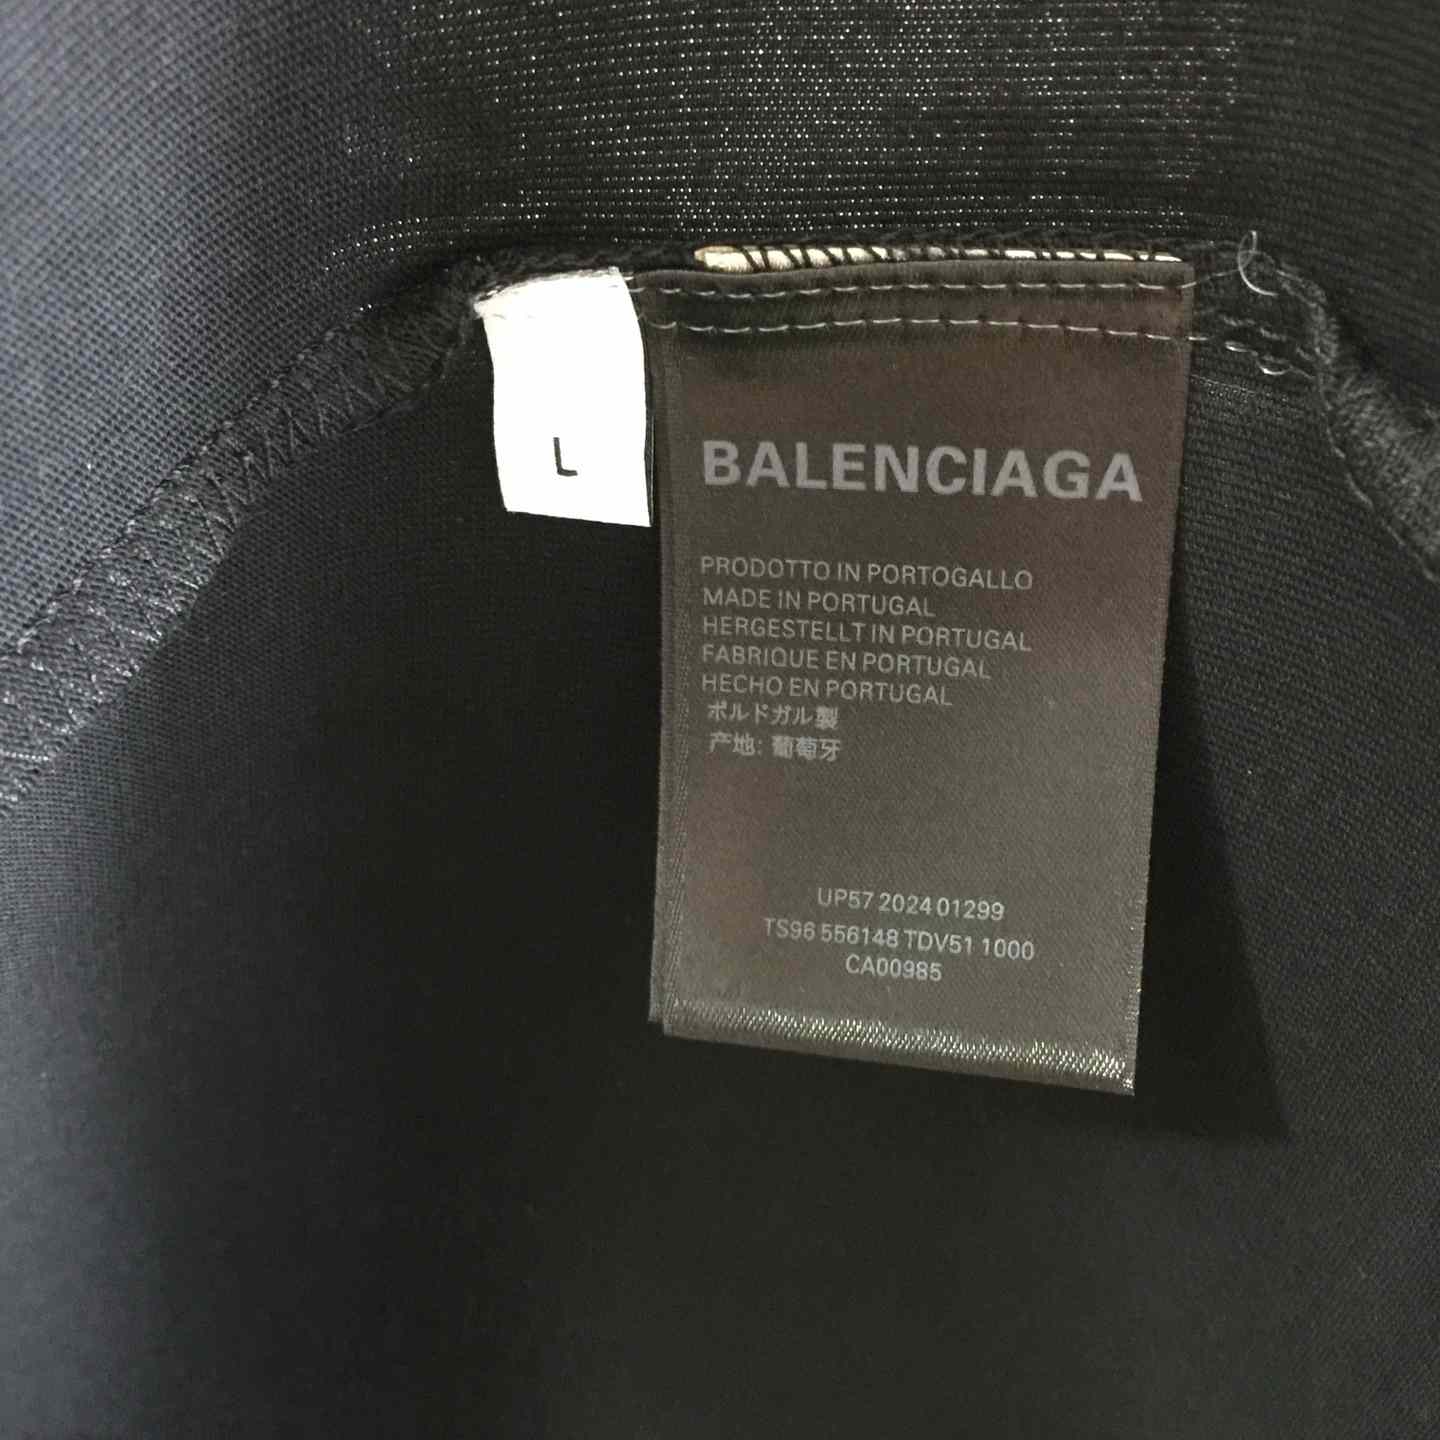 L
BALENCIAGA
PRODOTTO IN PORTOGALLO
MADE IN PORTUGAL
HERGESTELLT IN PORTUGAL
FABRIQUE EN PORTUGAL
HECHO EN PORTUGAL
ポルドガル製
产地: 葡萄牙
UP57 2024 01299
TS96 556148 TDV51 1000
CA00985